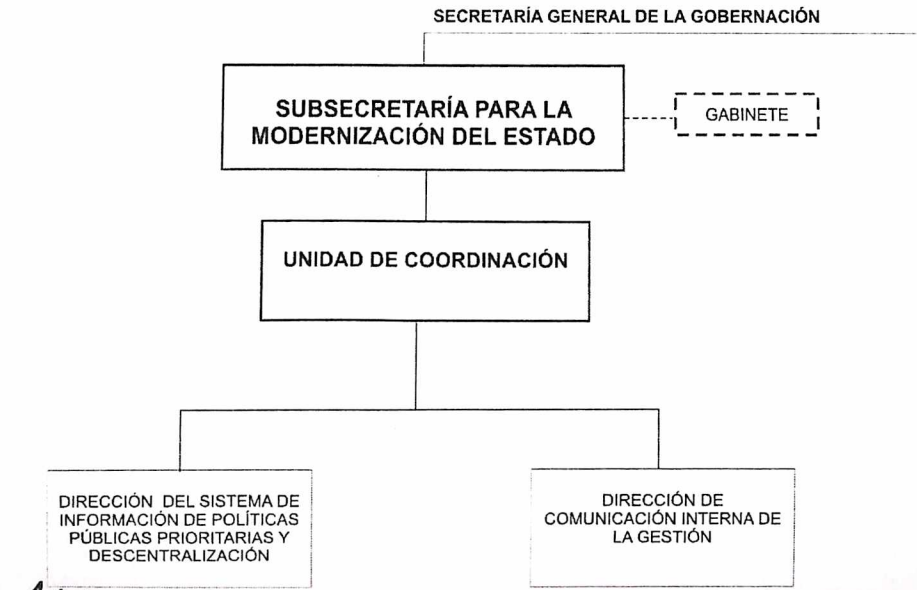 SECRETARÍA GENERAL DE LA GOBERNACIÓN
SUBSECRETARÍA PARA LA
MODERNIZACIÓN DEL ESTADO
GABINETE
UNIDAD DE COORDINACIÓN
DIRECCIÓN DEL SISTEMA DE
INFORMACIÓN DE POLÍTICAS
PÚBLICAS PRIORITARIAS Y
DESCENTRALIZACIÓN
DIRECCIÓN DE
COMUNICACIÓN INTERNA DE
LA GESTIÓN